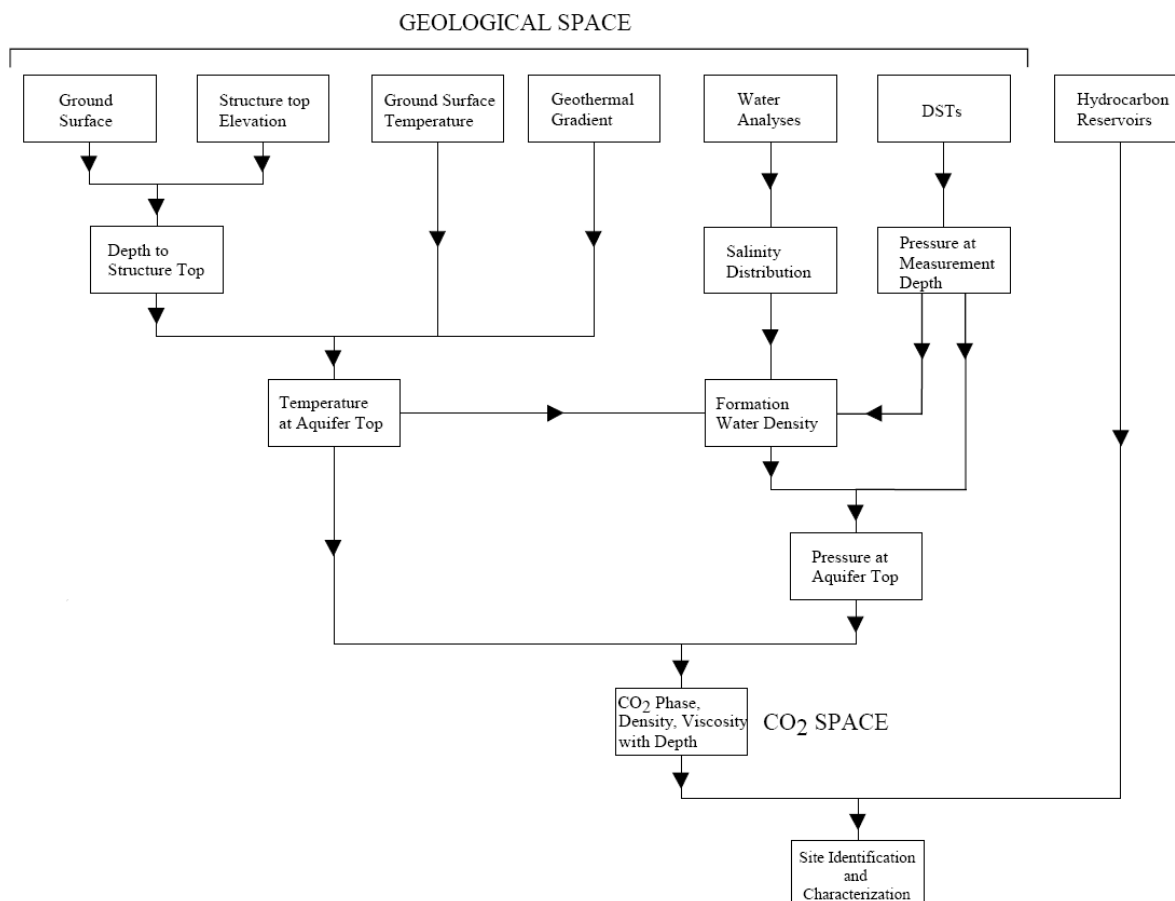 GEOLOGICAL SPACE
Ground
Surface
Structure top
Elevation
Ground Surface
Temperature
Geothermal
Gradient
Water
Analyses
DSTs
Hydrocarbon
Reservoirs
Depth to
Structure Top
Salinity
Distribution
Pressure at
Measurement
Depth
Temperature
at Aquifer Top
Formation
Water Density
Pressure at
Aquifer Top
CO2 Phase,
Density, Viscosity
with Depth
CO2 SPACE
Site Identification
and
Characterization